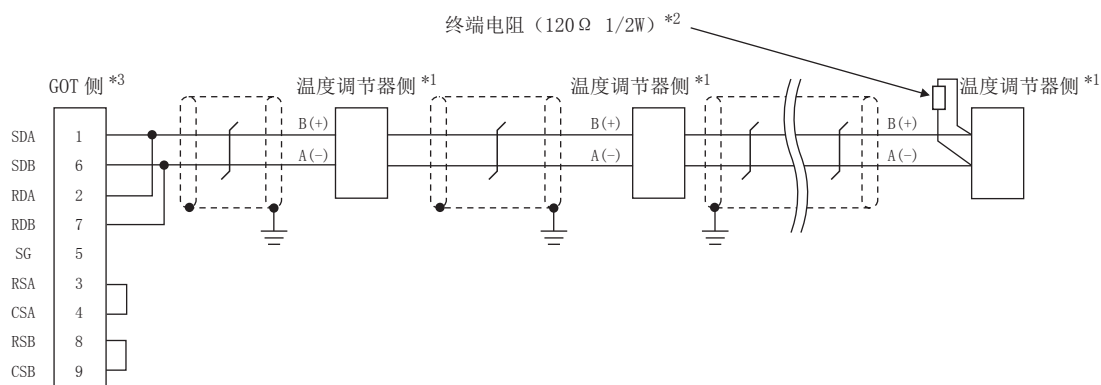 终端电阻（120Ω 1/2W）*2
GOT 侧 *3
温度调节器侧 *1
温度调节器侧 *1
温度调节器侧 *1
SDA 1 B(+) B(+) B(+)
SDB 6 A(-) A(-) A(-)
RDA 2
RDB 7
SG 5
RSA 3
CSA 4
RSB 8
CSB 9